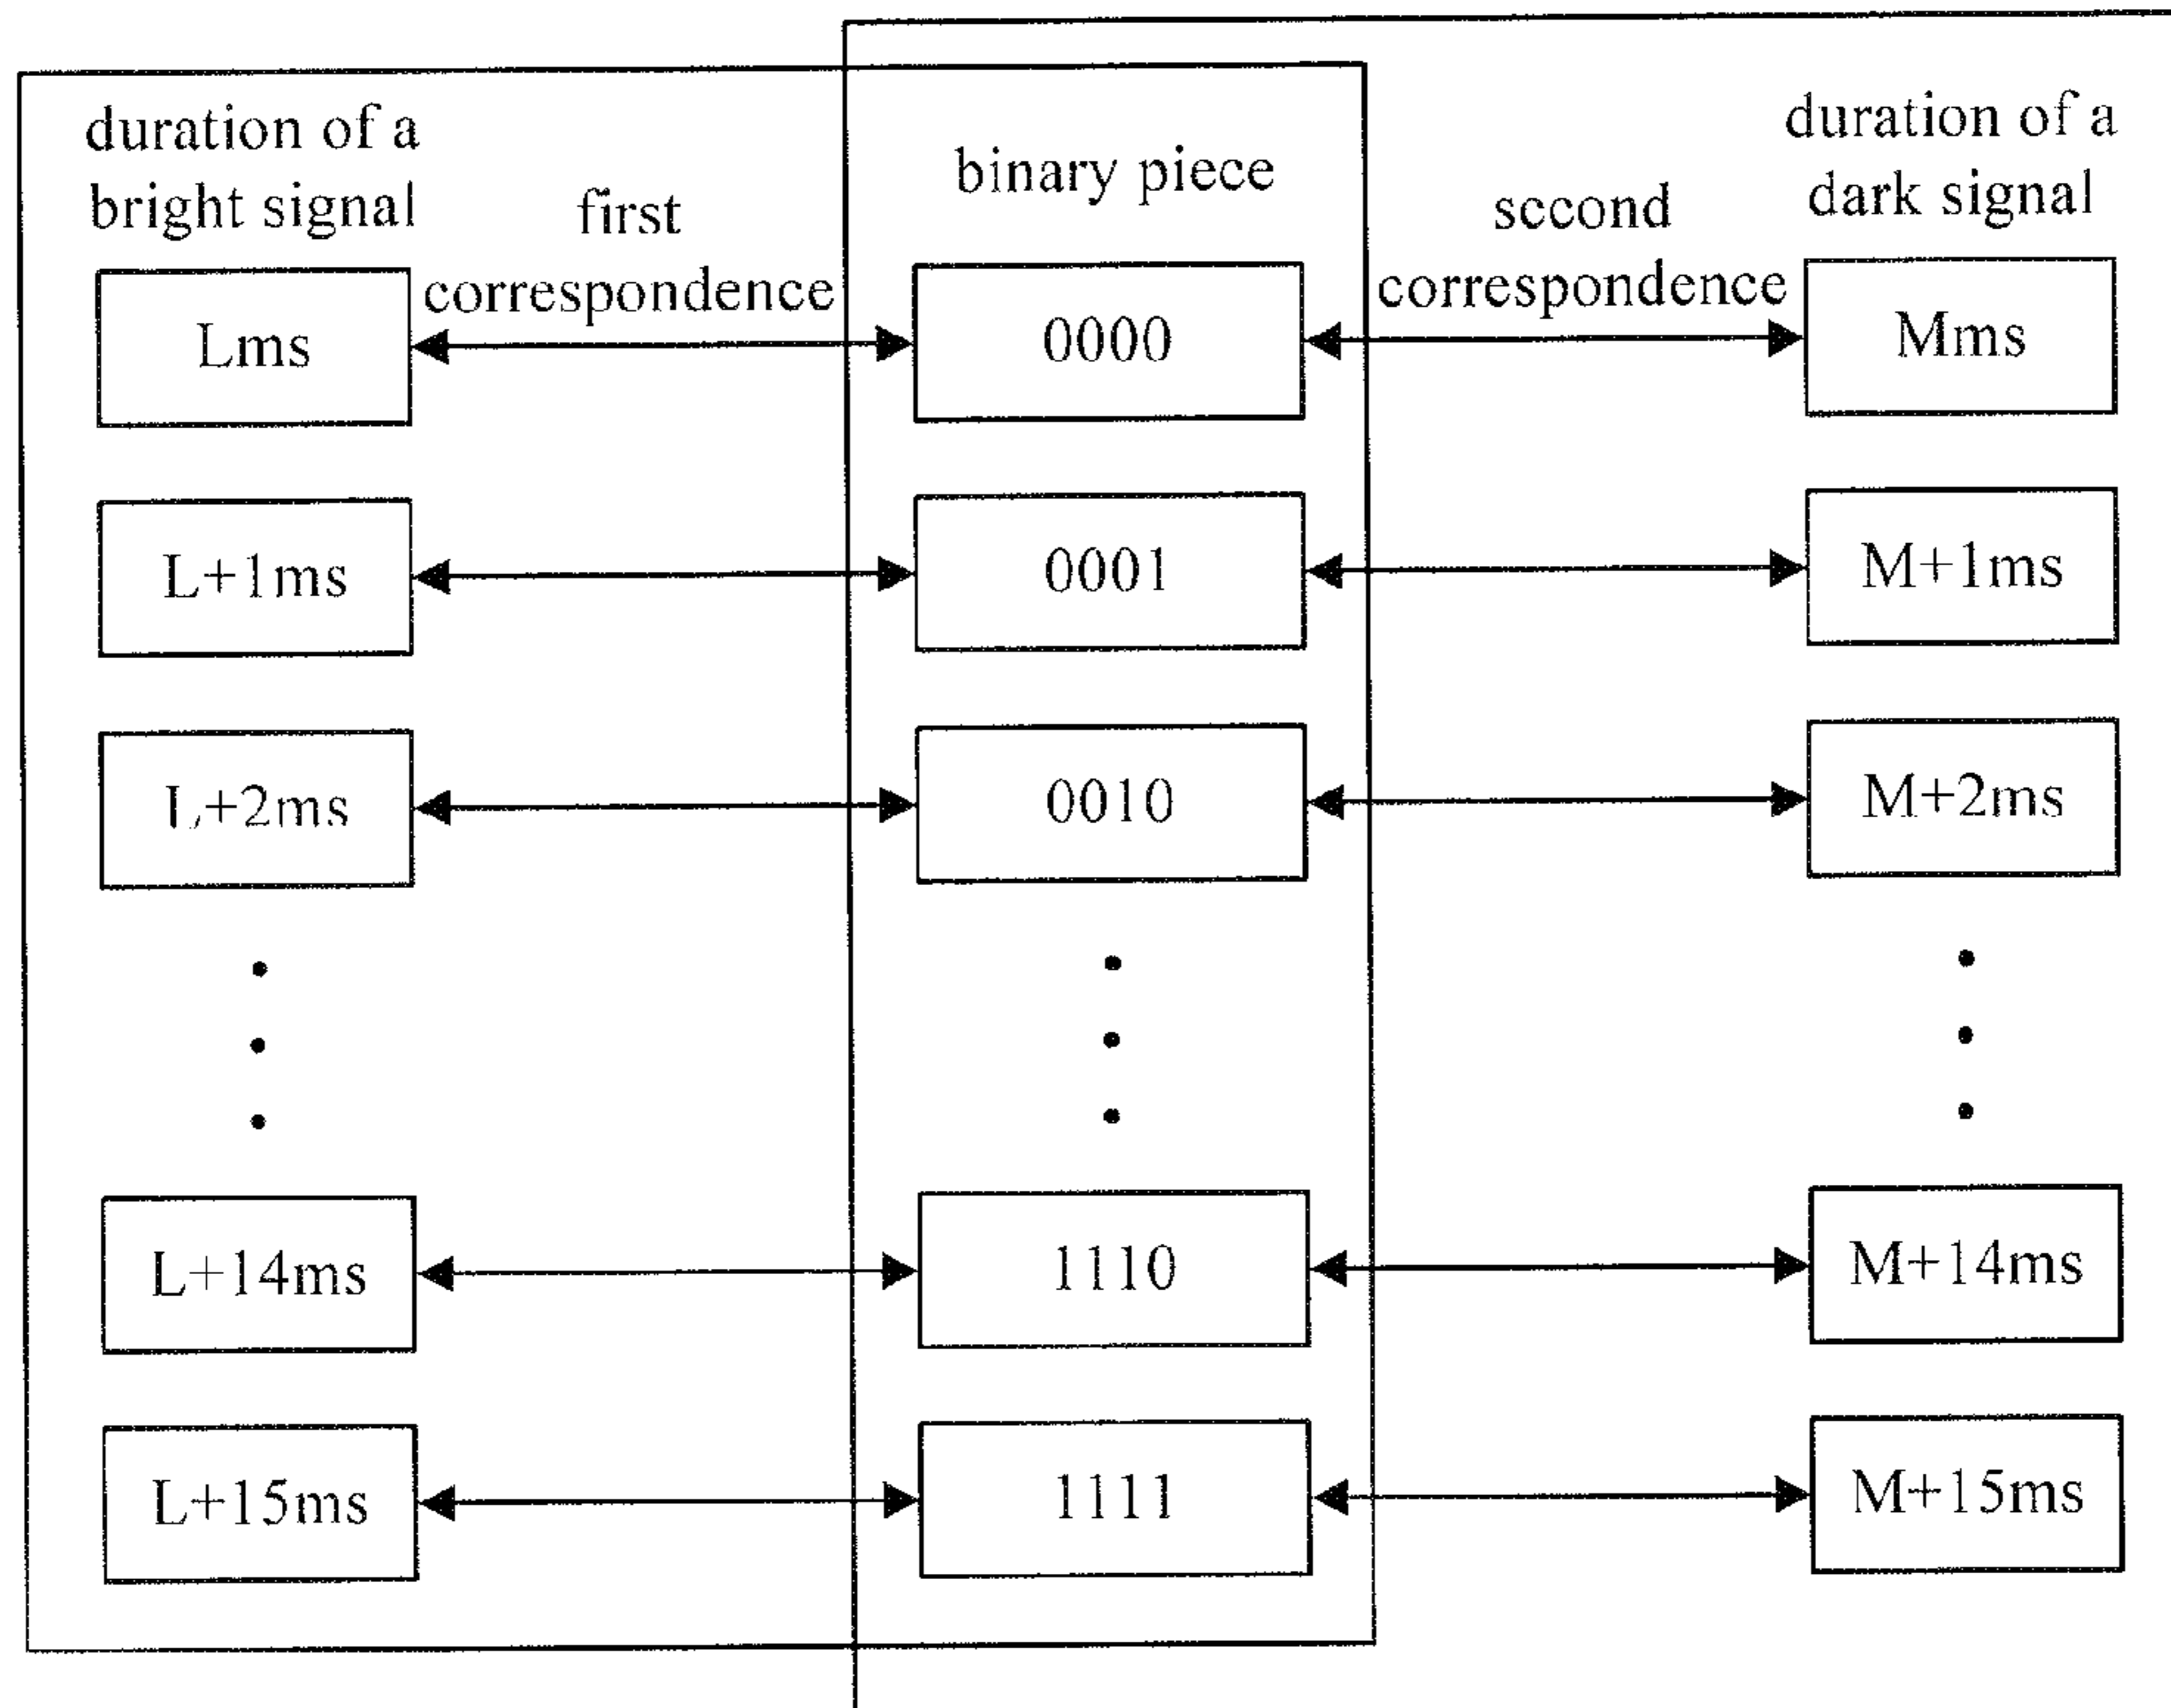 duration of a
bright signal
first
correspondence
binary piece
second
correspondence
duration of a
dark signal
Lms
0000
Mms
L+1ms
0001
M+1ms
L+2ms
0010
M+2ms
L+14ms
1110
M+14ms
L+15ms
1111
M+15ms